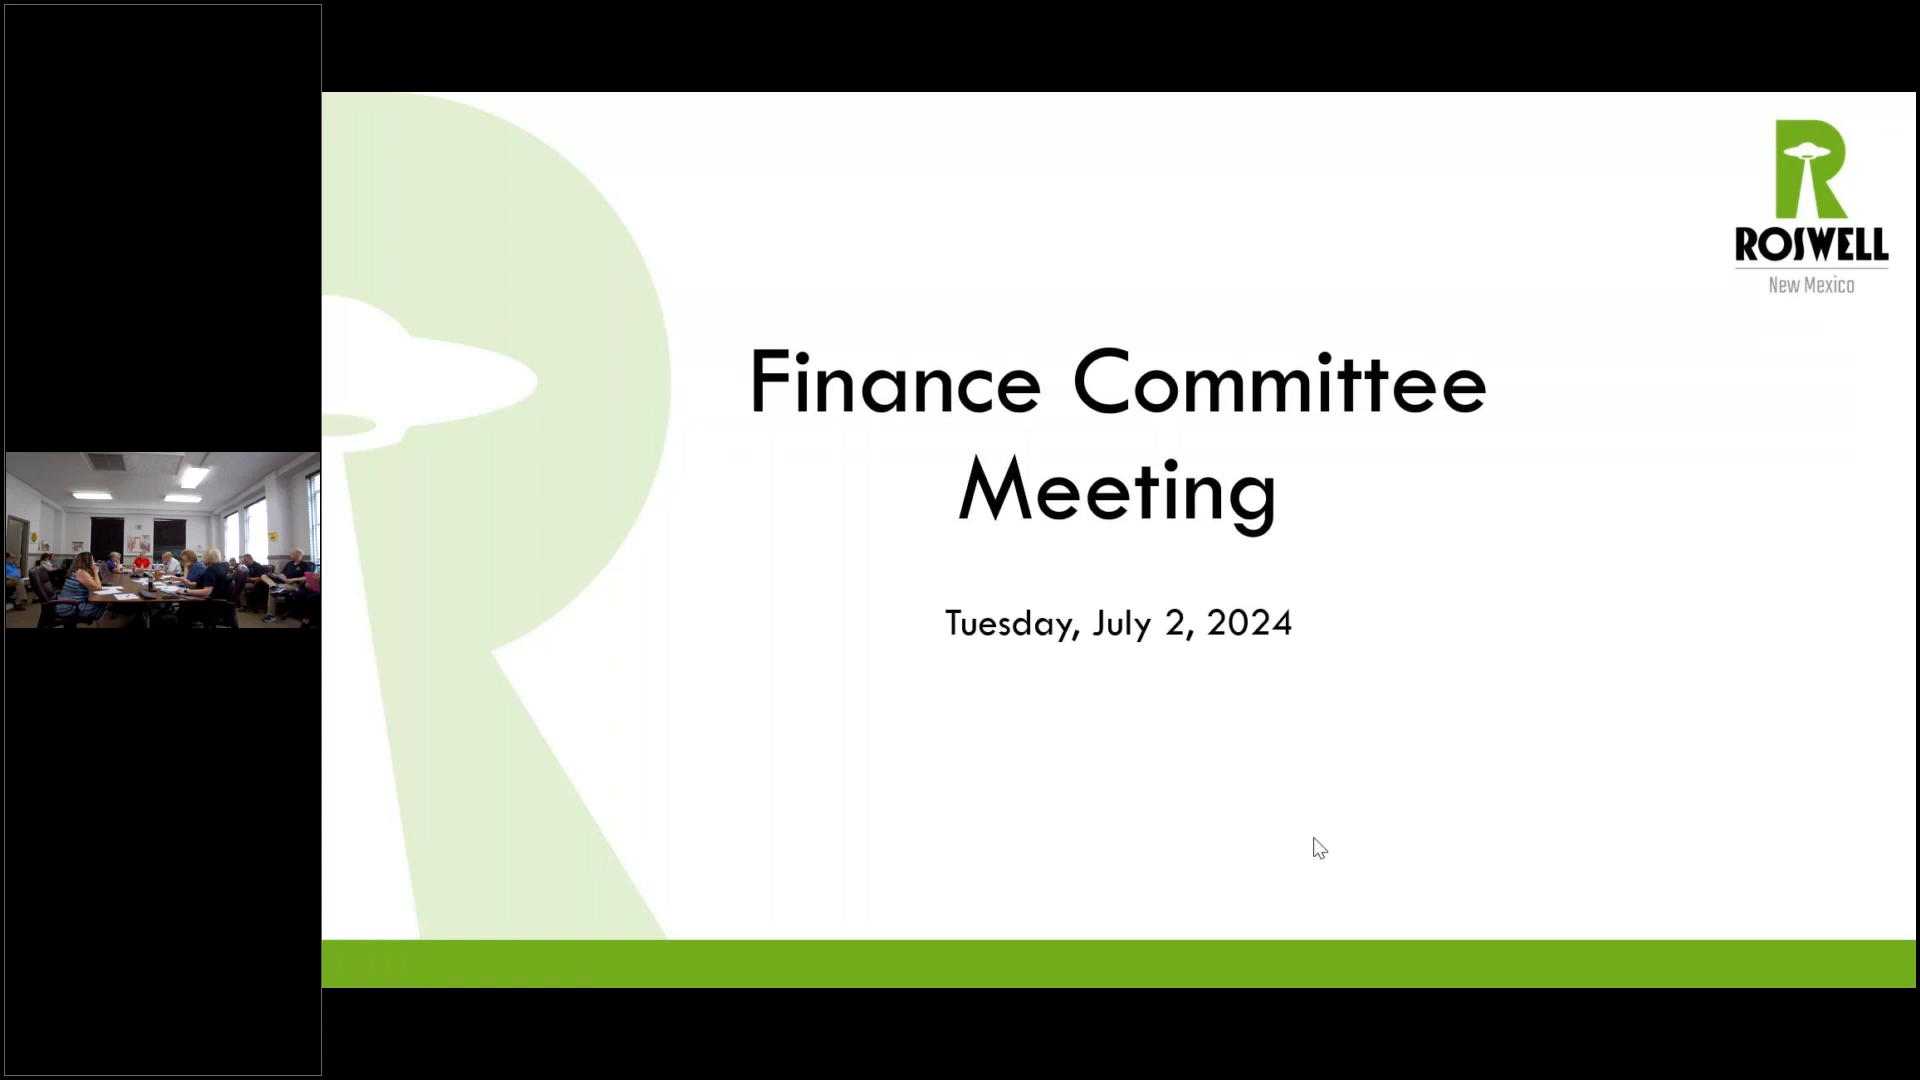 ROSWELL
New Mexico
Finance Committee
Meeting
Tuesday, July 2, 2024